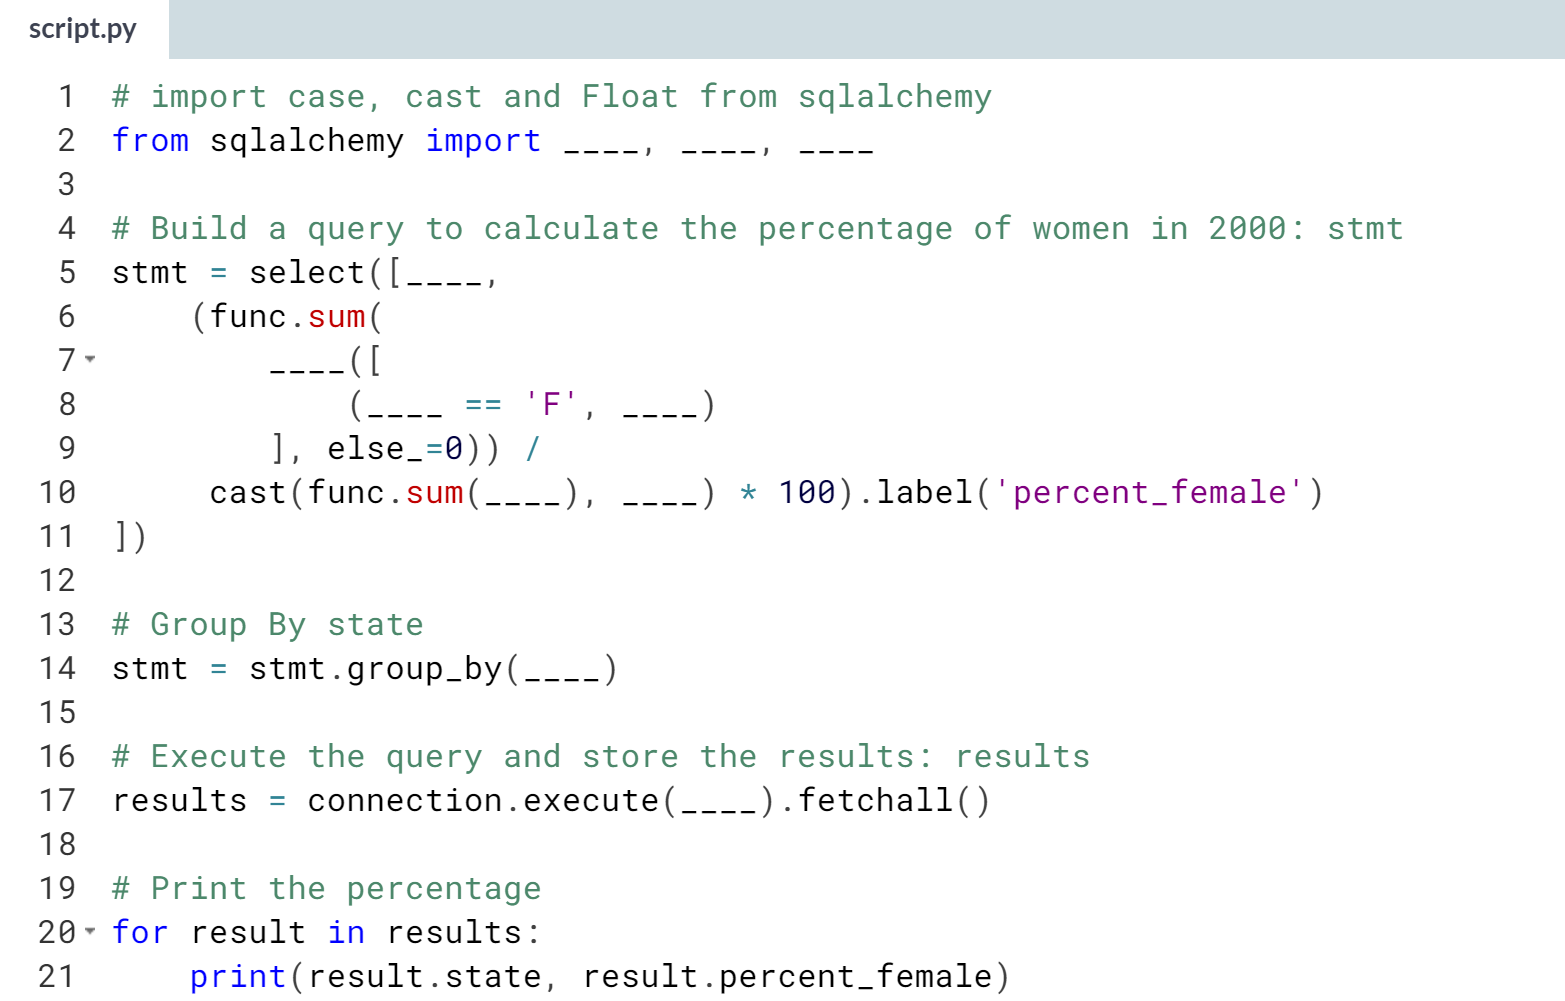 script.py
1 # import case, cast and Float from sqlalchemy
2 from sqlalchemy import ____, ____, ____
3
4 # Build a query to calculate the percentage of women in 2000: stmt
5 stmt = select([____,
6     (func.sum(
7         ____([
8             (____ == 'F', ____)
9         ], else_=0)) /
10      cast(func.sum(____), ____) * 100).label('percent_female')
11 ])
12
13 # Group By state
14 stmt = stmt.group_by(____)
15
16 # Execute the query and store the results: results
17 results = connection.execute(____).fetchall()
18
19 # Print the percentage
20 for result in results:
21     print(result.state, result.percent_female)